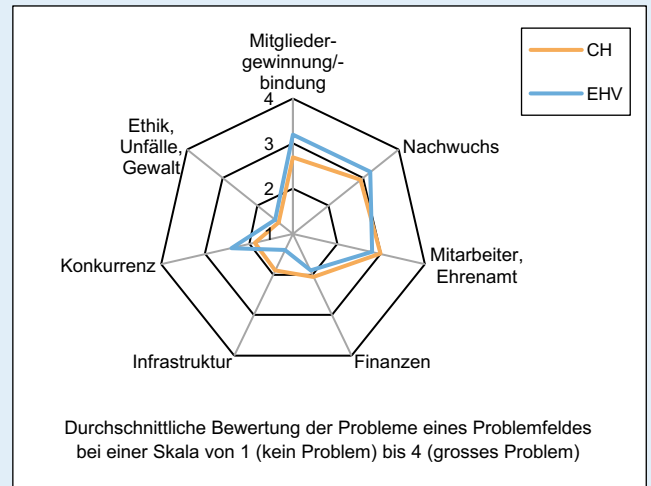 Mitglieder-
gewinnung/-
bindung
CH
EHV
4
3
2
1
Ethik,
Unfälle,
Gewalt
Nachwuchs
Konkurrenz
Mitarbeiter,
Ehrenamt
Infrastruktur
Finanzen
Durchschnittliche Bewertung der Probleme eines Problemfeldes
bei einer Skala von 1 (kein Problem) bis 4 (grosses Problem)